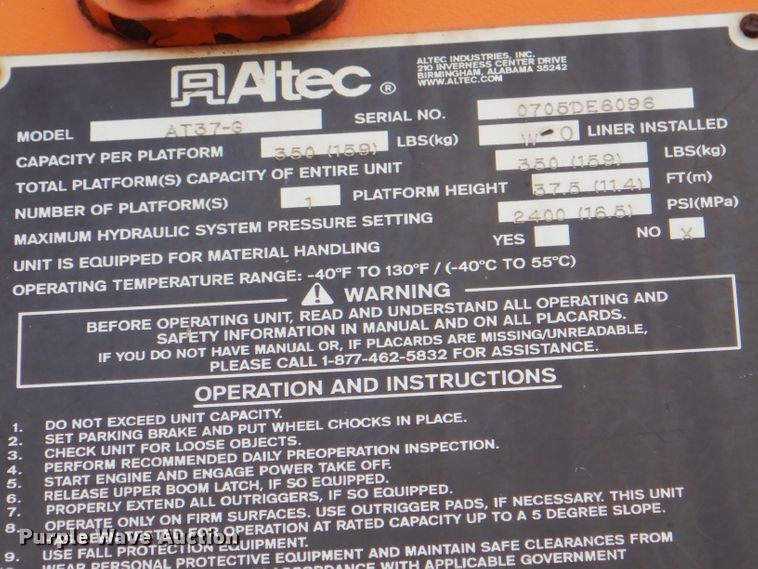 Altec ®
ALTEC INDUSTRIES, INC.
210 INVERNESS CENTER DRIVE
BIRMINGHAM, ALABAMA 35242
WWW.ALTEC.COM
MODEL AT37-G SERIAL NO. 0705DE6096
CAPACITY PER PLATFORM 350 (159) LBS(kg) W-O LINER INSTALLED
TOTAL PLATFORM(S) CAPACITY OF ENTIRE UNIT 350 (159) LBS(kg)
NUMBER OF PLATFORM(S) 1 PLATFORM HEIGHT 37.5 (11.4) FT(m)
MAXIMUM HYDRAULIC SYSTEM PRESSURE SETTING 2400 (16.5) PSI(MPa)
UNIT IS EQUIPPED FOR MATERIAL HANDLING YES NO X
OPERATING TEMPERATURE RANGE: -40°F TO 130°F / (-40°C TO 55°C)
WARNING
BEFORE OPERATING UNIT, READ AND UNDERSTAND ALL OPERATING AND
SAFETY INFORMATION IN MANUAL AND ON ALL PLACARDS.
IF YOU DO NOT HAVE MANUAL OR, IF PLACARDS ARE MISSING/UNREADABLE,
PLEASE CALL 1-877-462-5832 FOR ASSISTANCE.
OPERATION AND INSTRUCTIONS
1. DO NOT EXCEED UNIT CAPACITY.
2. SET PARKING BRAKE AND PUT WHEEL CHOCKS IN PLACE.
3. CHECK UNIT FOR LOOSE OBJECTS.
4. PERFORM RECOMMENDED DAILY PREOPERATION INSPECTION.
5. START ENGINE AND ENGAGE POWER TAKE OFF.
6. RELEASE UPPER BOOM LATCH, IF SO EQUIPPED.
7. PROPERLY EXTEND ALL OUTRIGGERS, IF SO EQUIPPED.
8. OPERATE ONLY ON FIRM SURFACES. USE OUTRIGGER PADS, IF NECESSARY. THIS UNIT
OPERATION AT RATED CAPACITY UP TO A 5 DEGREE SLOPE.
9. USE FALL PROTECTION EQUIPMENT.
WEAR PERSONAL PROTECTIVE EQUIPMENT AND MAINTAIN SAFE CLEARANCES FROM
ACCORDANCE WITH APPLICABLE GOVERNMENT
Purple Wave Auction